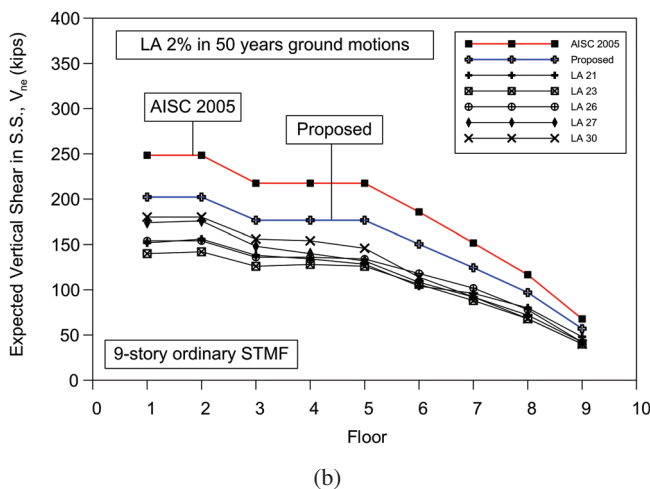 400
350
300
250
200
150
100
50
0
Expected Vertical Shear in S.S., Vne (kips)
LA 2% in 50 years ground motions
AISC 2005
Proposed
AISC 2005
Proposed
LA 21
LA 23
LA 26
LA 27
LA 30
9-story ordinary STMF
0 1 2 3 4 5 6 7 8 9 10
Floor
(b)